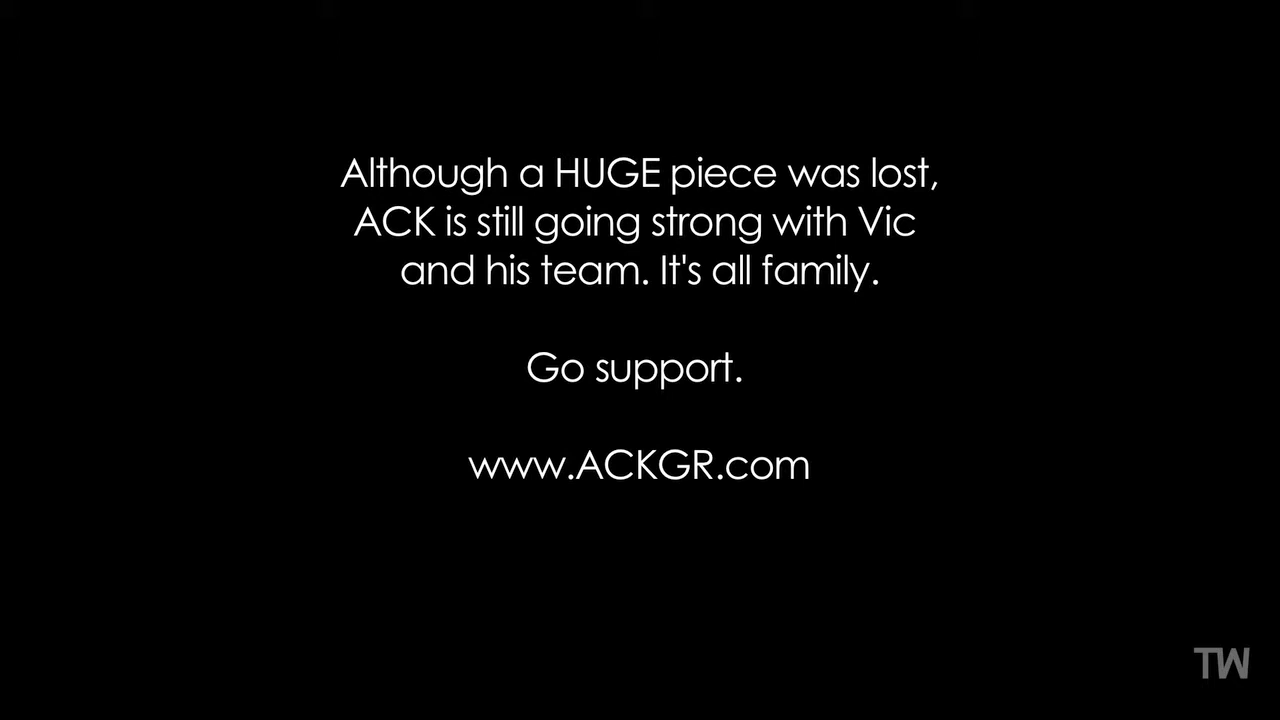 Although a HUGE piece was lost,
ACK is still going strong with Vic
and his team. It's all family.
Go support.
www.ACKGR.com
TW